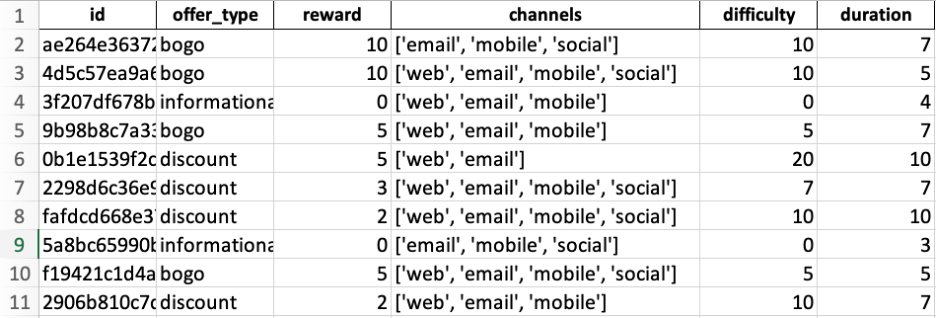 1 id offer_type reward channels difficulty duration
2 ae264e36372 bogo 10 ['email', 'mobile', 'social'] 10 7
3 4d5c57ea9a6 bogo 10 ['web', 'email', 'mobile', 'social'] 10 5
4 3f207df678b informationa 0 ['web', 'email', 'mobile'] 0 4
5 9b98b8c7a33 bogo 5 ['web', 'email', 'mobile'] 5 7
6 0b1e1539f2c discount 5 ['web', 'email'] 20 10
7 2298d6c36e9 discount 3 ['web', 'email', 'mobile', 'social'] 7 7
8 fafdcd668e37 discount 2 ['web', 'email', 'mobile', 'social'] 10 10
9 5a8bc65990b informationa 0 ['email', 'mobile', 'social'] 0 3
10 f19421c1d4a bogo 5 ['web', 'email', 'mobile', 'social'] 5 5
11 2906b810c7d discount 2 ['web', 'email', 'mobile'] 10 7